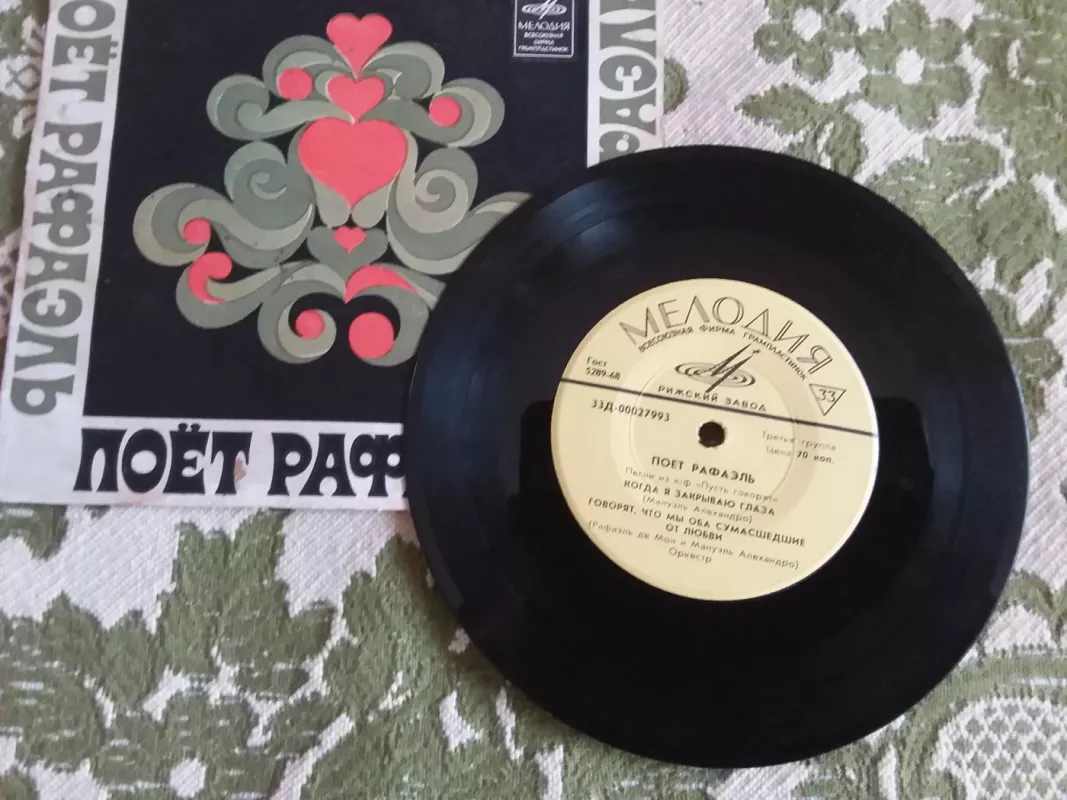 ПОЁТ РАФАЭЛЬ
МЕЛОДИЯ
ВСЕСОЮЗНАЯ
ФИРМА
ГРАМПЛАСТИНОК
ПОЁТ РАФ
МЕЛОДИЯ
ВСЕСОЮЗНАЯ ФИРМА ГРАМПЛАСТИНОК
Гост
5289-68
33
РИЖСКИЙ ЗАВОД
33Д-00027993
Третья группа
Цена 70 коп.
ПОЕТ РАФАЭЛЬ
Песни из к/ф «Пусть говорят»
КОГДА Я ЗАКРЫВАЮ ГЛАЗА
(Мануэль Алехандро)
ГОВОРЯТ, ЧТО МЫ ОБА СУМАСШЕДШИЕ
ОТ ЛЮБВИ
(Рафаэль де Мон и Мануэль Алехандро)
Оркестр